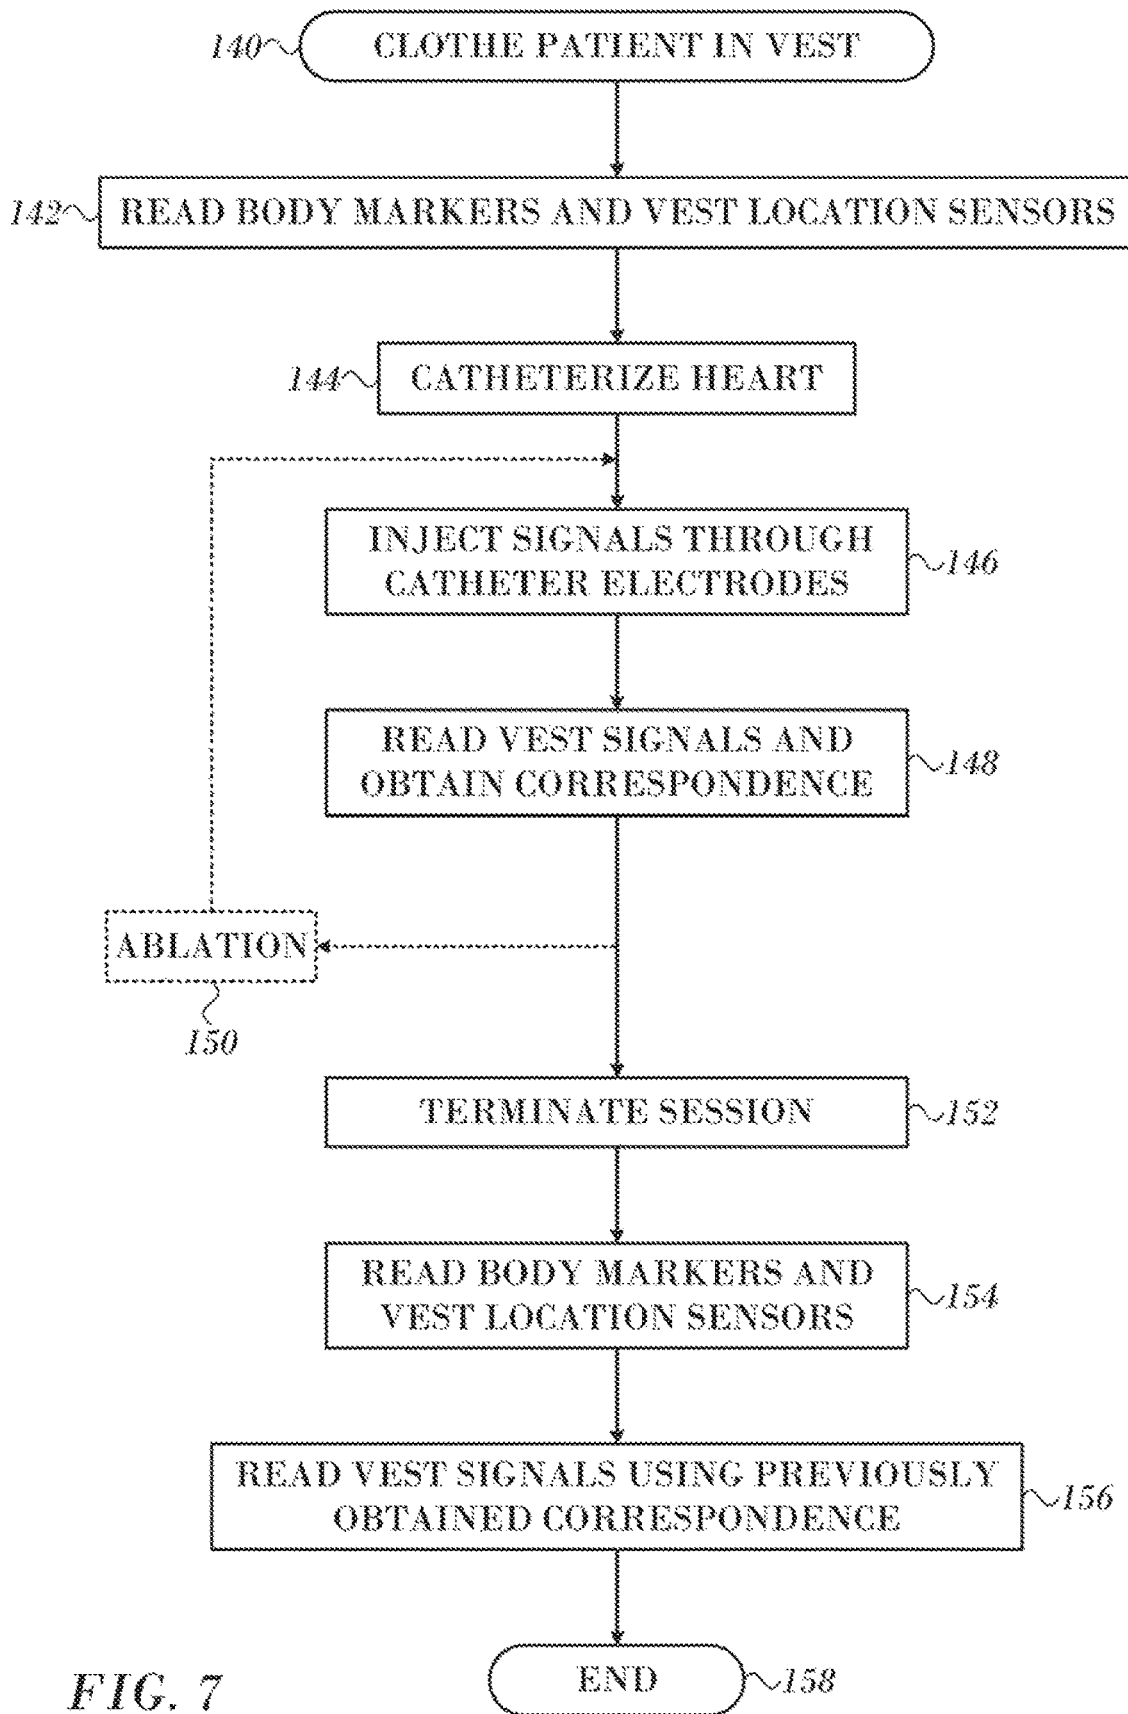 140 CLOTHE PATIENT IN VEST
142 READ BODY MARKERS AND VEST LOCATION SENSORS
144 CATHETERIZE HEART
INJECT SIGNALS THROUGH
CATHETER ELECTRODES
146
READ VEST SIGNALS AND
OBTAIN CORRESPONDENCE
148
ABLATION
150
TERMINATE SESSION 152
READ BODY MARKERS AND
VEST LOCATION SENSORS
154
READ VEST SIGNALS USING PREVIOUSLY
OBTAINED CORRESPONDENCE
156
END 158
FIG. 7